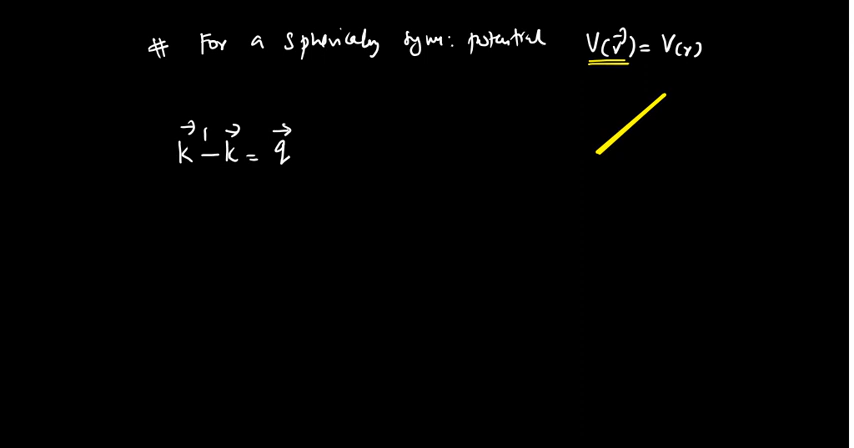 # For a Spherically sym: potential V(r⃗) = V(r)
k⃗' − k⃗ = q⃗